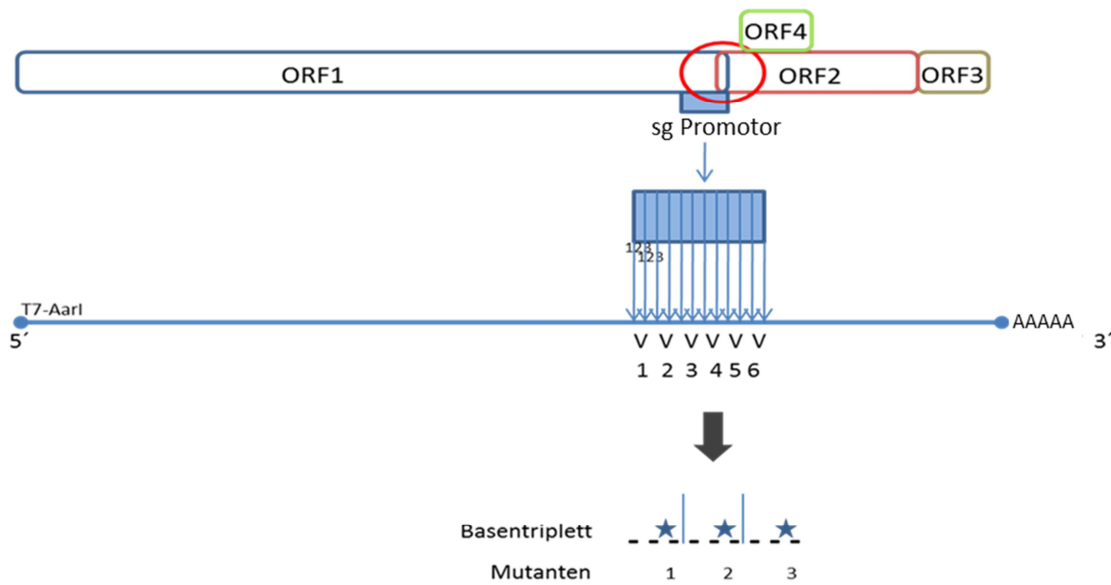 ORF4
ORF1 ORF2 ORF3
sg Promotor
123
123
T7-AarI AAAAA
5´ 3´
V V V V V V
1 2 3 4 5 6
Basentriplett
Mutanten 1 2 3